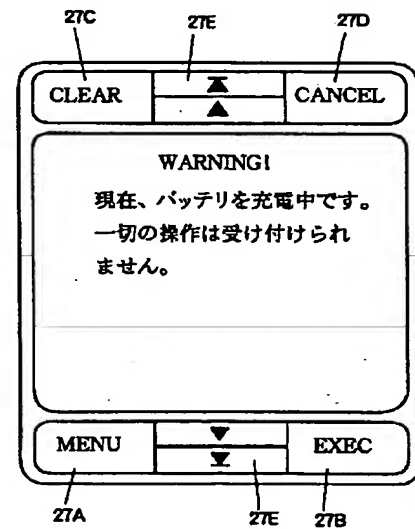 27C 27E 27D
CLEAR CANCEL
WARNING!
現在、バッテリを充電中です。
一切の操作は受け付けられ
ません。
MENU EXEC
27A 27E 27B